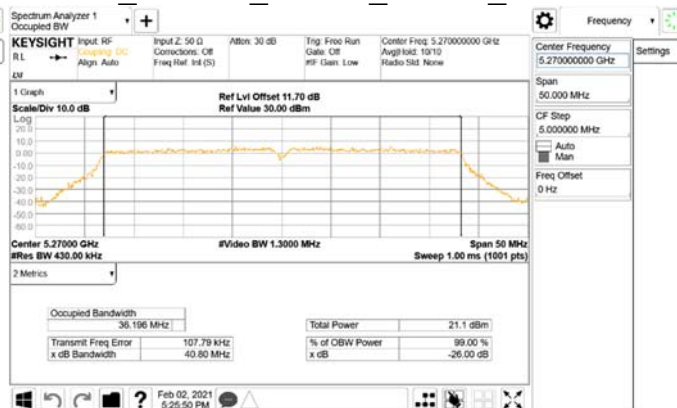 Spectrum Analyzer 1
Occupied BW
+
Frequency
KEYSIGHT
RL
Input: RF
Coupling: DC
Align: Auto
Input Z: 50 Ω
Corrections: Off
Freq Ref: Int (S)
Atten: 30 dB
Trig: Free Run
Gate: Off
#IF Gain: Low
Center Freq: 5.270000000 GHz
Avg|Hold: 10/10
Radio Std: None
Center Frequency
5.270000000 GHz
Settings
Span
50.000 MHz
CF Step
5.000000 MHz
Auto
Man
Freq Offset
0 Hz
1 Graph
Scale/Div 10.0 dB
Ref Lvl Offset 11.70 dB
Ref Value 30.00 dBm
Log
20.0
10.0
0.00
-10.0
-20.0
-30.0
-40.0
-50.0
-60.0
Center 5.27000 GHz
#Res BW 430.00 kHz
#Video BW 1.3000 MHz
Span 50 MHz
Sweep 1.00 ms (1001 pts)
2 Metrics
Occupied Bandwidth
36.196 MHz
Total Power 21.1 dBm
Transmit Freq Error 107.79 kHz
% of OBW Power 99.00 %
x dB Bandwidth 40.80 MHz
x dB -26.00 dB
?
Feb 02, 2021
5:25:50 PM